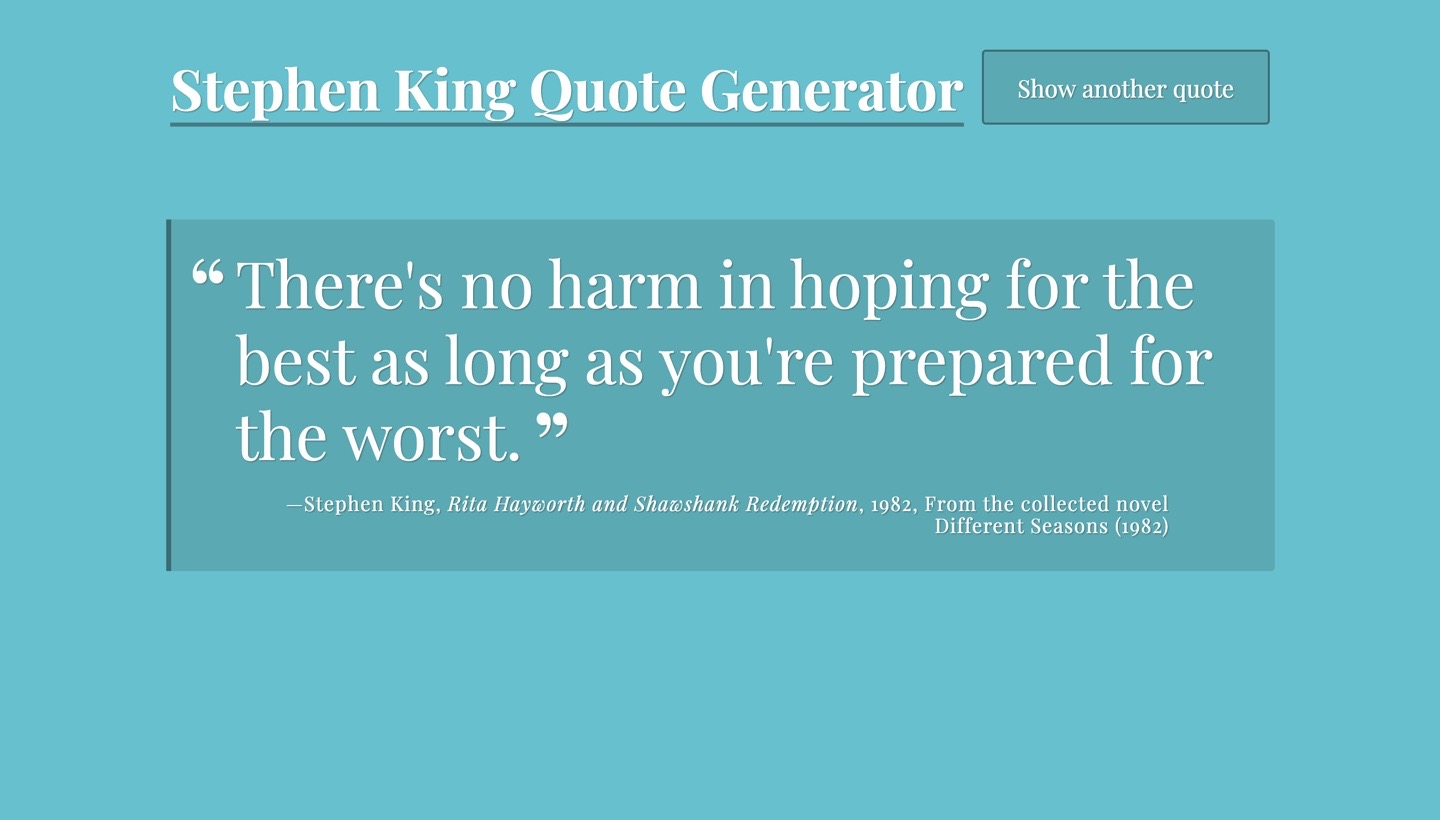 Stephen King Quote Generator
Show another quote
“ There's no harm in hoping for the
best as long as you're prepared for
the worst. ”
—Stephen King, Rita Hayworth and Shawshank Redemption, 1982, From the collected novel
Different Seasons (1982)